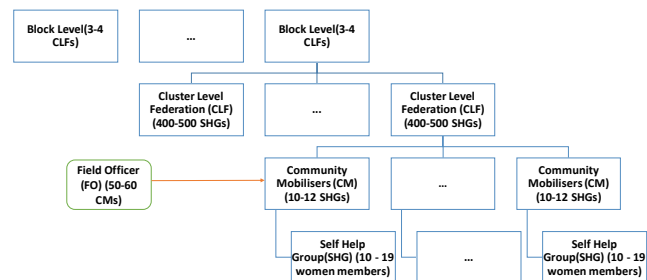 Block Level(3-4
CLFs)
...
Block Level(3-4
CLFs)
Cluster Level
Federation (CLF)
(400-500 SHGs)
...
Cluster Level
Federation (CLF)
(400-500 SHGs)
Field Officer
(FO) (50-60
CMs)
Community
Mobilisers (CM)
(10-12 SHGs)
...
Community
Mobilisers (CM)
(10-12 SHGs)
Self Help
Group(SHG) (10 - 19
women members)
...
Self Help
Group(SHG) (10 - 19
women members)